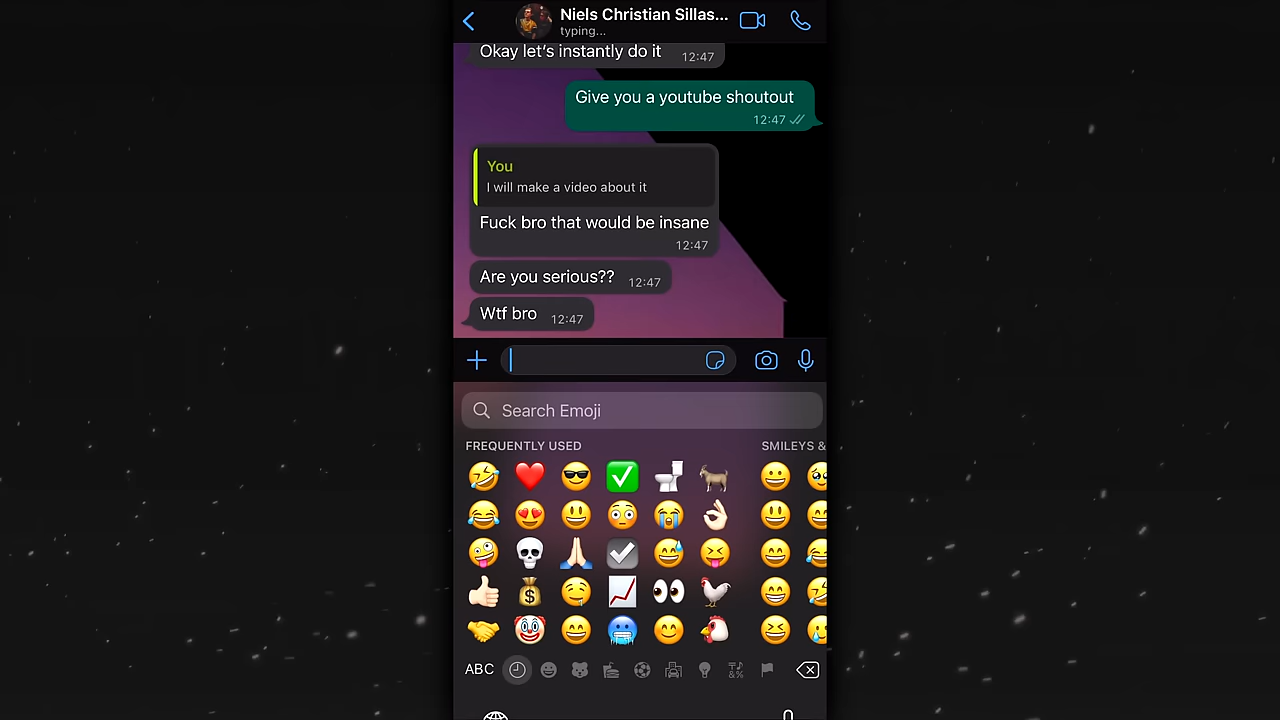 Niels Christian Sillas...
typing...
Okay let's instantly do it 12:47
Give you a youtube shoutout
12:47
You
I will make a video about it
Fuck bro that would be insane
12:47
Are you serious?? 12:47
Wtf bro 12:47
Search Emoji
FREQUENTLY USED SMILEYS &
ABC